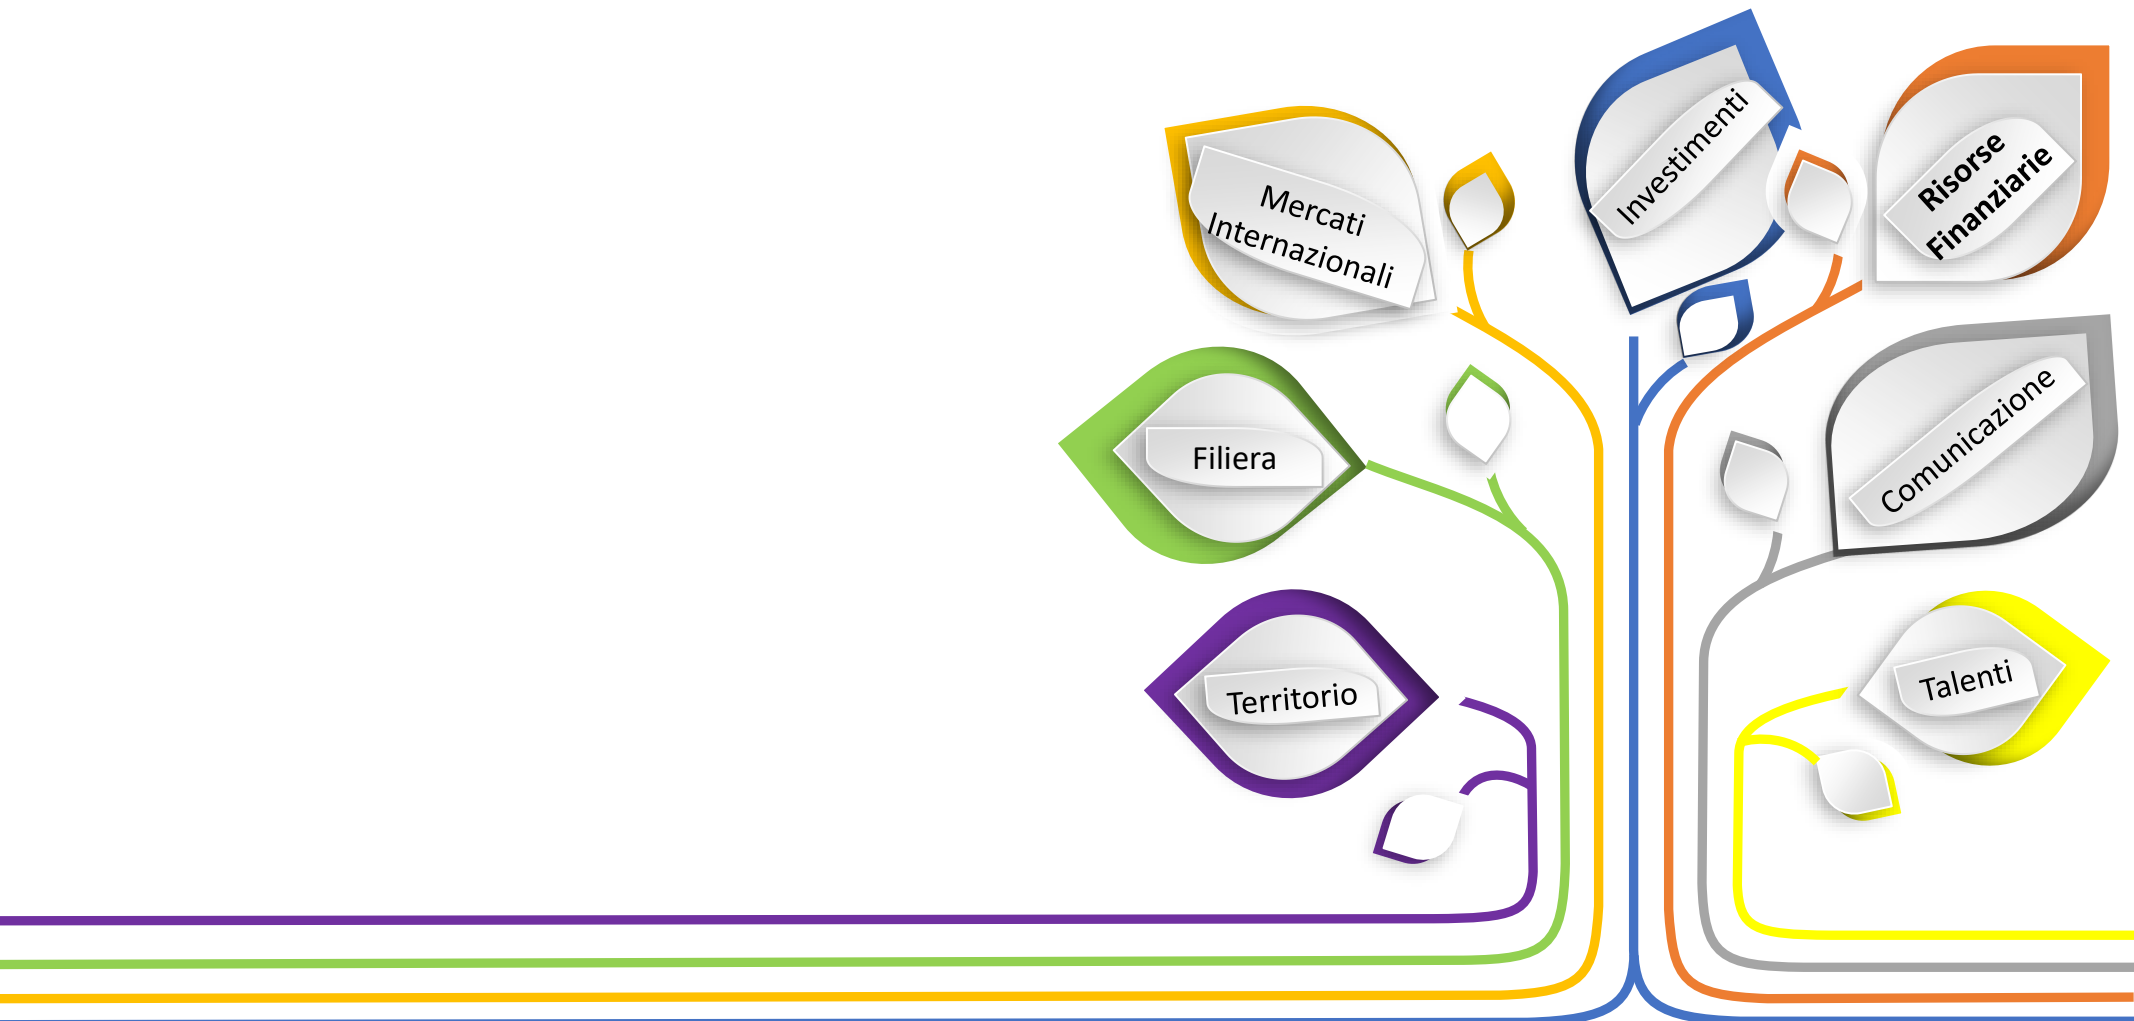 Mercati
Internazionali
Investimenti
Risorse
Finanziarie
Filiera
Comunicazione
Territorio
Talenti